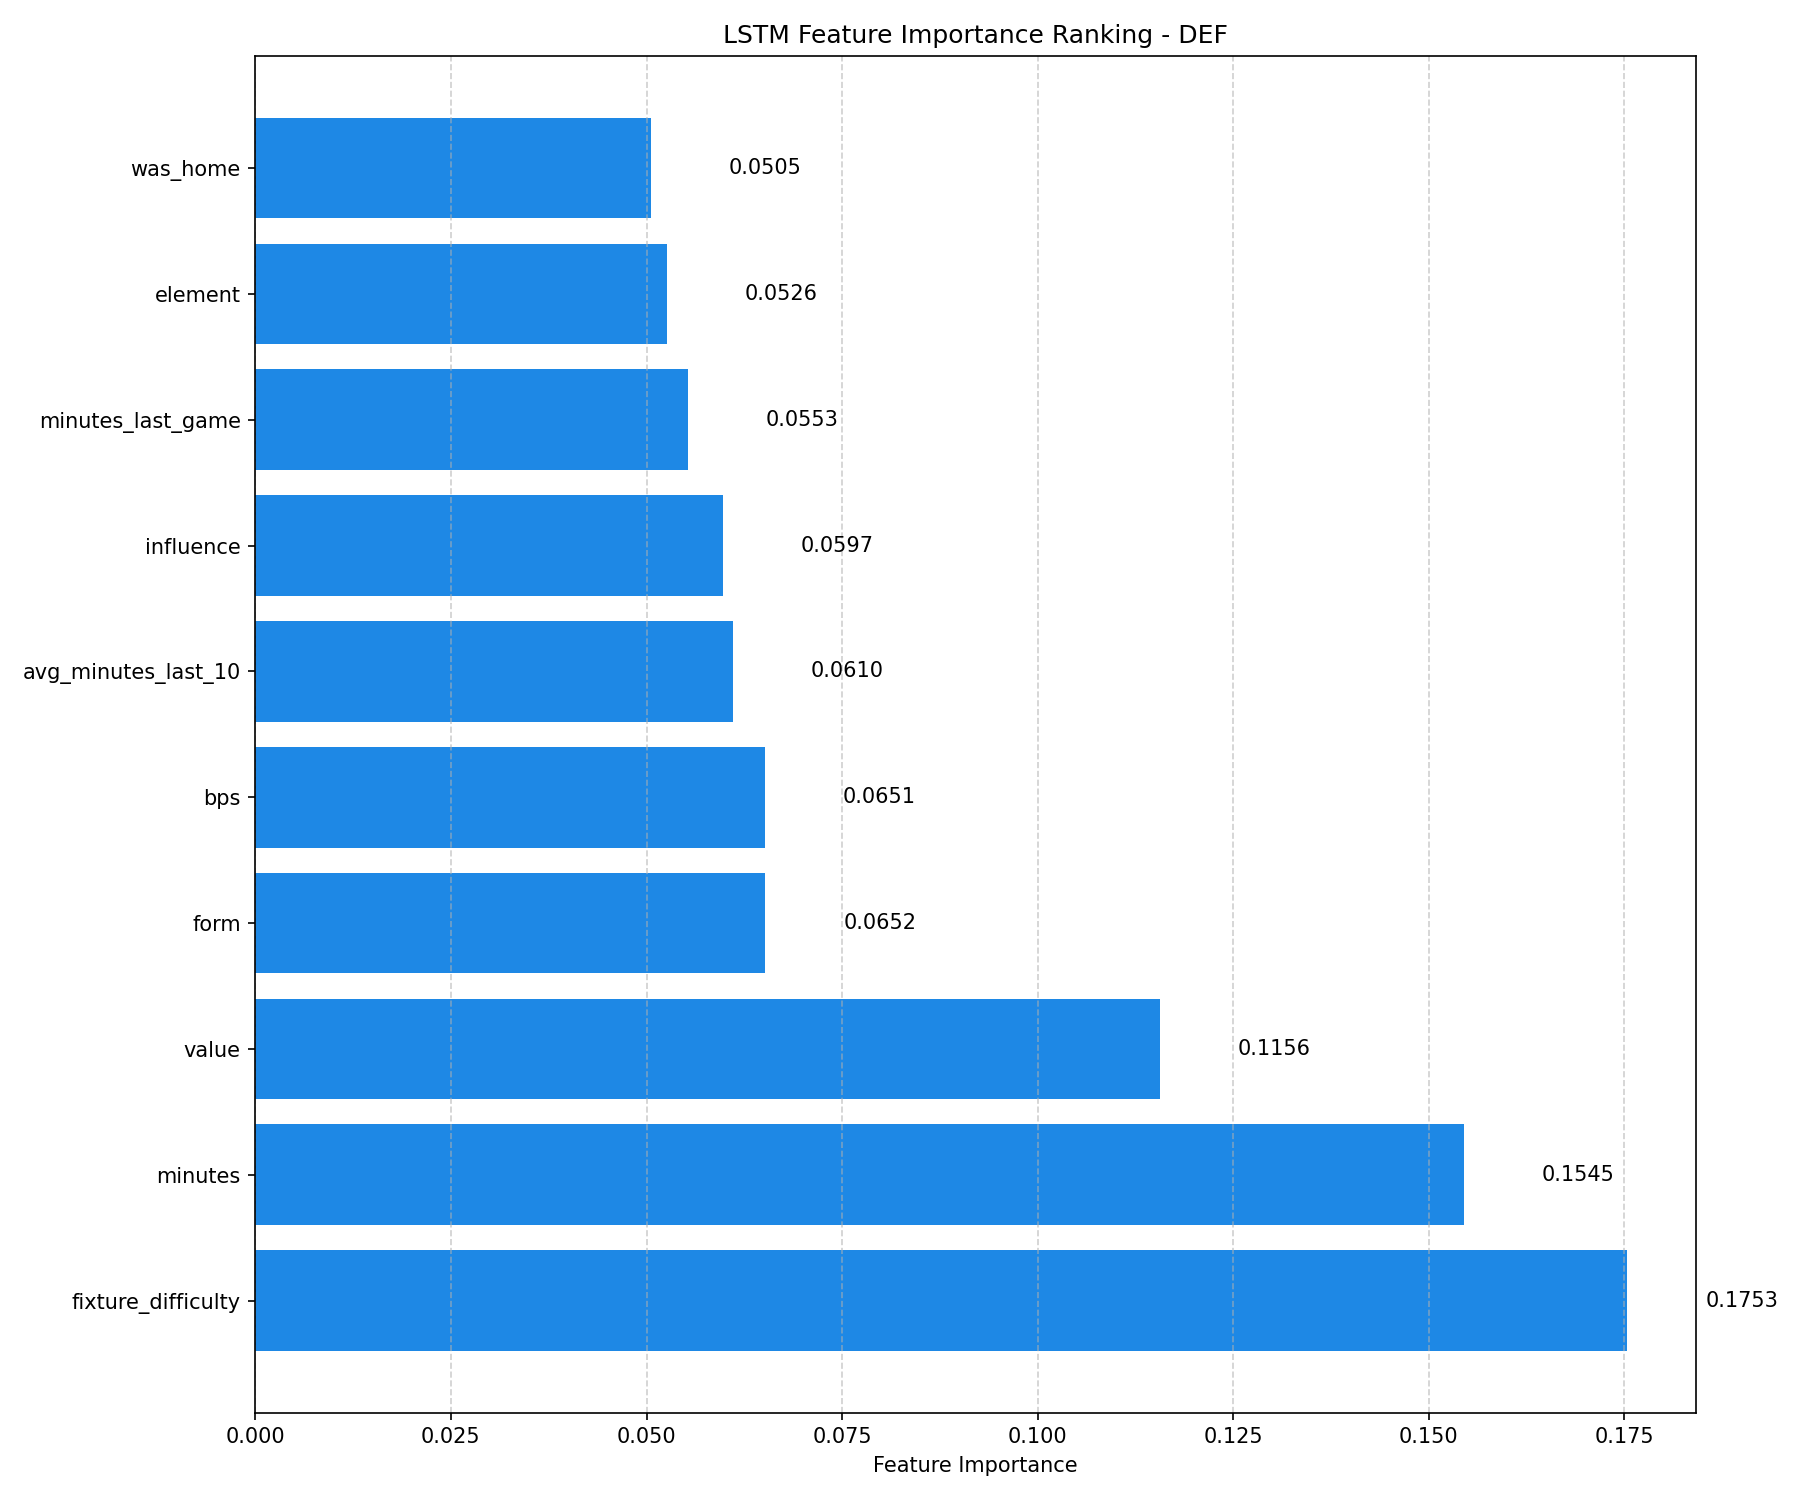 LSTM Feature Importance Ranking - DEF
was_home 0.0505
element 0.0526
minutes_last_game 0.0553
influence 0.0597
avg_minutes_last_10 0.0610
bps 0.0651
form 0.0652
value 0.1156
minutes 0.1545
fixture_difficulty 0.1753
0.000 0.025 0.050 0.075 0.100 0.125 0.150 0.175
Feature Importance